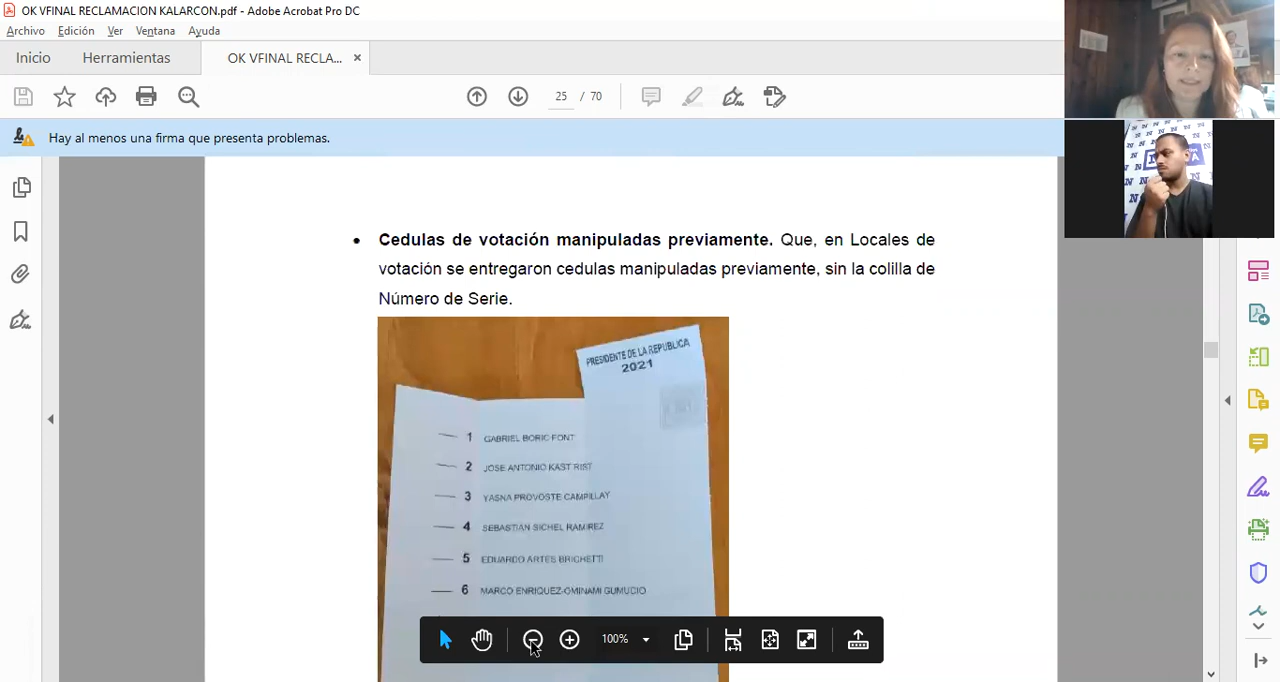 OK VFINAL RECLAMACION KALARCON.pdf - Adobe Acrobat Pro DC
Archivo Edición Ver Ventana Ayuda
Inicio Herramientas OK VFINAL RECLA... ×
25 / 70
Hay al menos una firma que presenta problemas.
• Cedulas de votación manipuladas previamente. Que, en Locales de
votación se entregaron cedulas manipuladas previamente, sin la colilla de
Número de Serie.
PRESIDENTE DE LA REPUBLICA
2021
1 GABRIEL BORIC FONT
2 JOSE ANTONIO KAST RIST
3 YASNA PROVOSTE CAMPILLAY
4 SEBASTIAN SICHEL RAMIREZ
5 EDUARDO ARTES BRICHETTI
6 MARCO ENRIQUEZ-OMINAMI GUMUCIO
100%